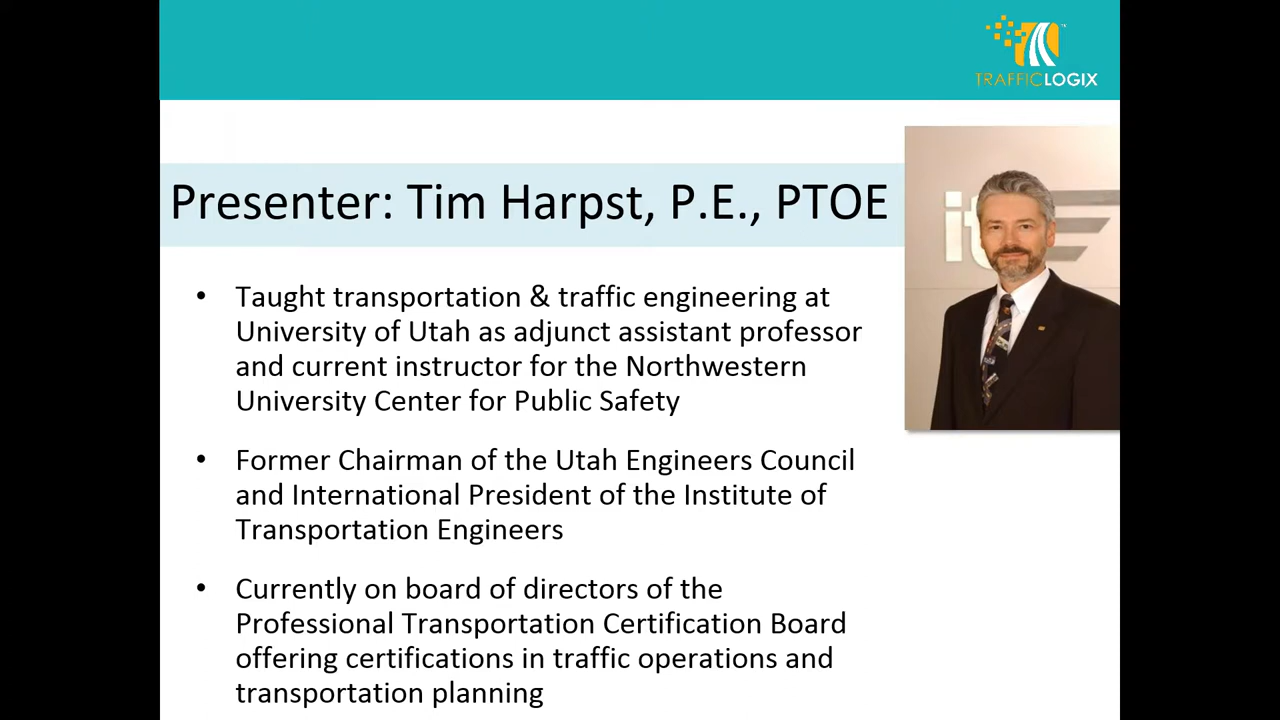 TRAFFICLOGIX
TM
Presenter: Tim Harpst, P.E., PTOE
ite
• Taught transportation & traffic engineering at
University of Utah as adjunct assistant professor
and current instructor for the Northwestern
University Center for Public Safety
• Former Chairman of the Utah Engineers Council
and International President of the Institute of
Transportation Engineers
• Currently on board of directors of the
Professional Transportation Certification Board
offering certifications in traffic operations and
transportation planning